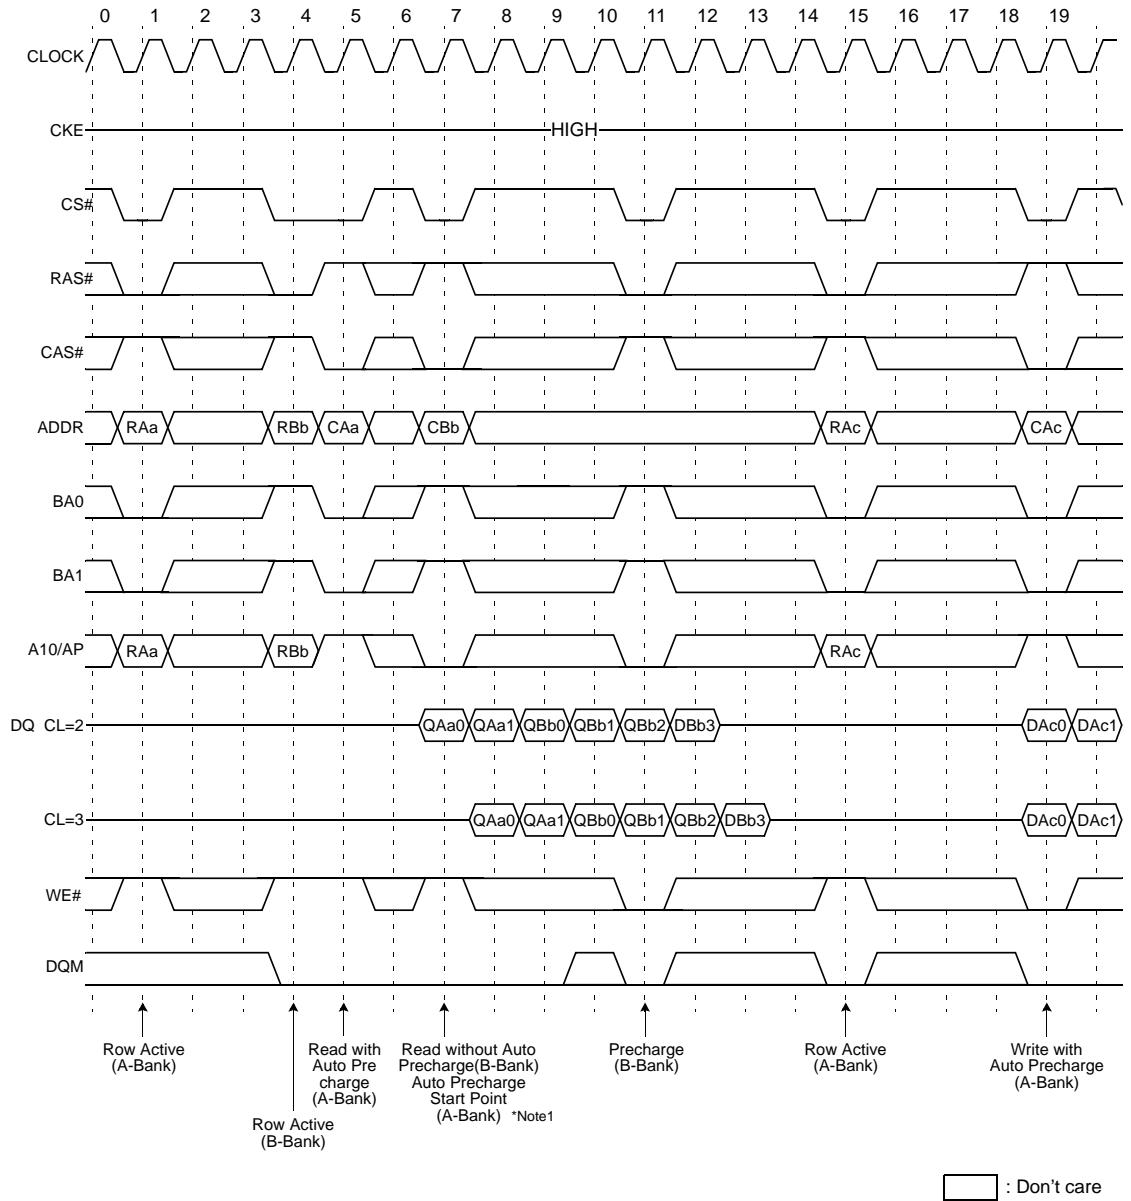 0 1 2 3 4 5 6 7 8 9 10 11 12 13 14 15 16 17 18 19
CLOCK
CKE HIGH
CS#
RAS#
CAS#
ADDR RAa RBb CAa CBb RAc CAc
BA0
BA1
A10/AP RAa RBb RAc
DQ CL=2 QAa0 QAa1 QBb0 QBb1 QBb2 DBb3 DAc0 DAc1
CL=3 QAa0 QAa1 QBb0 QBb1 QBb2 DBb3 DAc0 DAc1
WE#
DQM
Row Active
(A-Bank)
Row Active
(B-Bank)
Read with
Auto Pre
charge
(A-Bank)
Read without Auto
Precharge(B-Bank)
Auto Precharge
Start Point
(A-Bank) *Note1
Precharge
(B-Bank)
Row Active
(A-Bank)
Write with
Auto Precharge
(A-Bank)
: Don't care